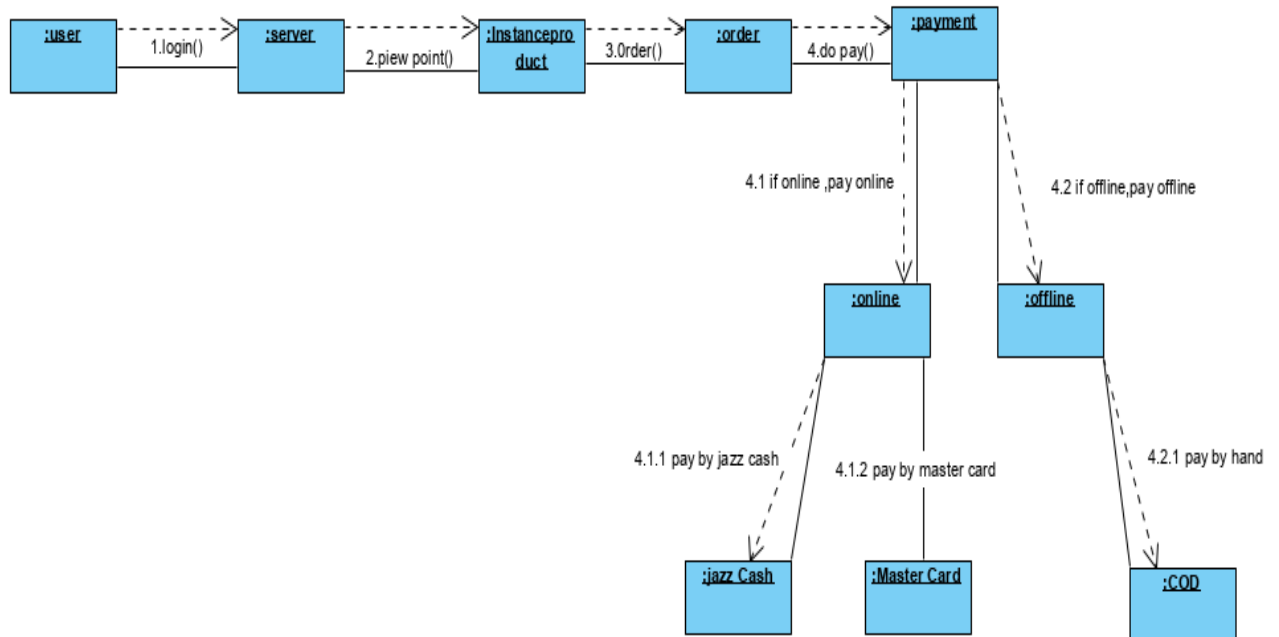 :user
1.login()
:server
2.piew point()
:Instancepro
duct
3.0rder()
:order
4.do pay()
:payment
4.1 if online ,pay online
4.2 if offline,pay offline
:online
:offline
4.1.1 pay by jazz cash
4.1.2 pay by master card
4.2.1 pay by hand
:jazz Cash
:Master Card
:COD